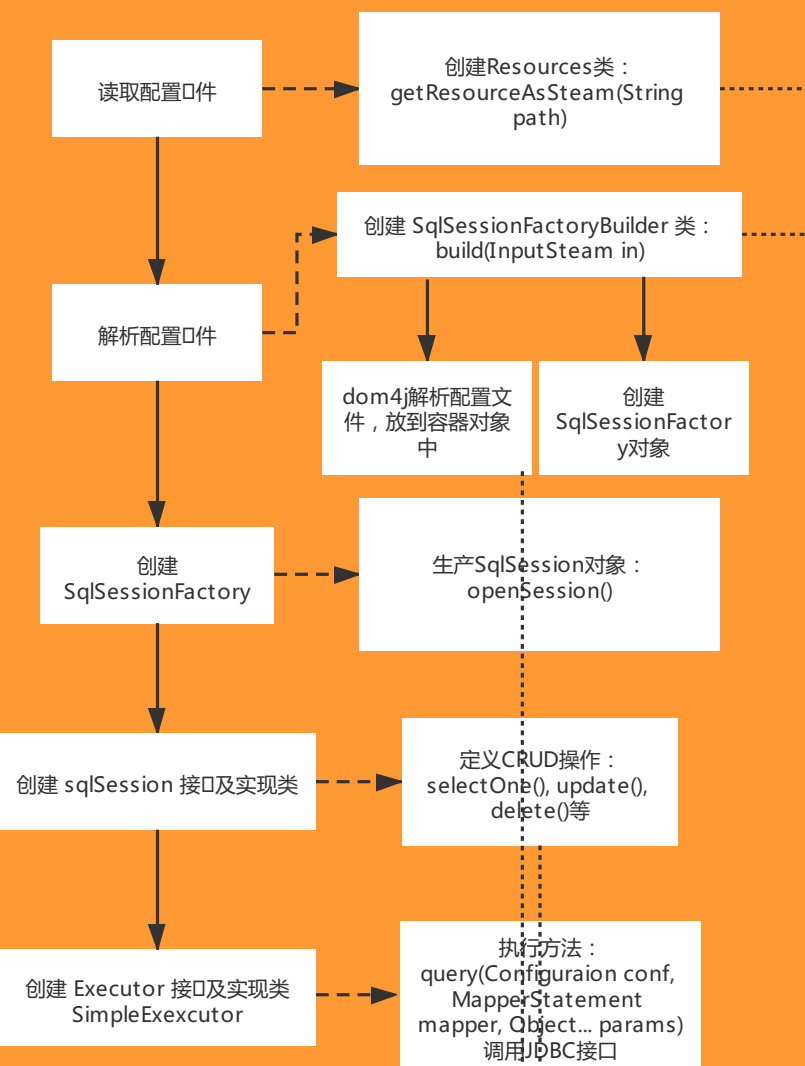 读取配置件
创建Resources类：
getResourceAsSteam(String
path)
创建 SqlSessionFactoryBuilder 类：
build(InputSteam in)
解析配置件
dom4j解析配置文
件，放到容器对象
中
创建
SqlSessionFactor
y对象
创建
SqlSessionFactory
生产SqlSession对象：
openSession()
创建 sqlSession 接及实现类
定义CRUD操作：
selectOne(), update(),
delete()等
创建 Executor 接及实现类
SimpleExexcutor
执行方法：
query(Configuraion conf,
MapperStatement
mapper, Object... params)
调用JDBC接口